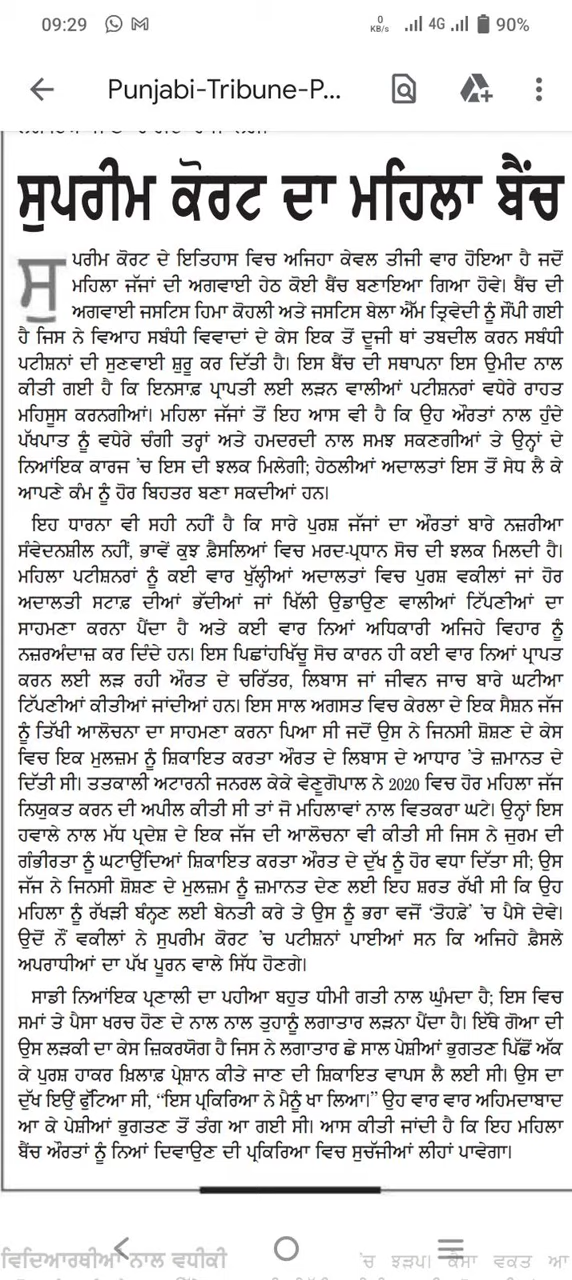 09:29
0 KB/s 4G 90%
Punjabi-Tribune-P...
ਸੁਪਰੀਮ ਕੋਰਟ ਦਾ ਮਹਿਲਾ ਬੈਂਚ
ਸੁਪਰੀਮ ਕੋਰਟ ਦੇ ਇਤਿਹਾਸ ਵਿਚ ਅਜਿਹਾ ਕੇਵਲ ਤੀਜੀ ਵਾਰ ਹੋਇਆ ਹੈ ਜਦੋਂ
ਮਹਿਲਾ ਜੱਜਾਂ ਦੀ ਅਗਵਾਈ ਹੇਠ ਕੋਈ ਬੈਂਚ ਬਣਾਇਆ ਗਿਆ ਹੋਵੇ। ਬੈਂਚ ਦੀ
ਅਗਵਾਈ ਜਸਟਿਸ ਹਿਮਾ ਕੋਹਲੀ ਅਤੇ ਜਸਟਿਸ ਬੇਲਾ ਐੱਮ ਤ੍ਰਿਵੇਦੀ ਨੂੰ ਸੌਂਪੀ ਗਈ
ਹੈ ਜਿਸ ਨੇ ਵਿਆਹ ਸਬੰਧੀ ਵਿਵਾਦਾਂ ਦੇ ਕੇਸ ਇਕ ਤੋਂ ਦੂਜੀ ਥਾਂ ਤਬਦੀਲ ਕਰਨ ਸਬੰਧੀ
ਪਟੀਸ਼ਨਾਂ ਦੀ ਸੁਣਵਾਈ ਸ਼ੁਰੂ ਕਰ ਦਿੱਤੀ ਹੈ। ਇਸ ਬੈਂਚ ਦੀ ਸਥਾਪਨਾ ਇਸ ਉਮੀਦ ਨਾਲ
ਕੀਤੀ ਗਈ ਹੈ ਕਿ ਇਨਸਾਫ਼ ਪ੍ਰਾਪਤੀ ਲਈ ਲੜਨ ਵਾਲੀਆਂ ਪਟੀਸ਼ਨਰਾਂ ਵਧੇਰੇ ਰਾਹਤ
ਮਹਿਸੂਸ ਕਰਨਗੀਆਂ। ਮਹਿਲਾ ਜੱਜਾਂ ਤੋਂ ਇਹ ਆਸ ਵੀ ਹੈ ਕਿ ਉਹ ਔਰਤਾਂ ਨਾਲ ਹੁੰਦੇ
ਪੱਖਪਾਤ ਨੂੰ ਵਧੇਰੇ ਚੰਗੀ ਤਰ੍ਹਾਂ ਅਤੇ ਹਮਦਰਦੀ ਨਾਲ ਸਮਝ ਸਕਣਗੀਆਂ ਤੇ ਉਨ੍ਹਾਂ ਦੇ
ਨਿਆਂਇਕ ਕਾਰਜ 'ਚ ਇਸ ਦੀ ਝਲਕ ਮਿਲੇਗੀ; ਹੇਠਲੀਆਂ ਅਦਾਲਤਾਂ ਇਸ ਤੋਂ ਸੇਧ ਲੈ ਕੇ
ਆਪਣੇ ਕੰਮ ਨੂੰ ਹੋਰ ਬਿਹਤਰ ਬਣਾ ਸਕਦੀਆਂ ਹਨ।
ਇਹ ਧਾਰਨਾ ਵੀ ਸਹੀ ਨਹੀਂ ਹੈ ਕਿ ਸਾਰੇ ਪੁਰਸ਼ ਜੱਜਾਂ ਦਾ ਔਰਤਾਂ ਬਾਰੇ ਨਜ਼ਰੀਆ
ਸੰਵੇਦਨਸ਼ੀਲ ਨਹੀਂ, ਭਾਵੇਂ ਕੁਝ ਫ਼ੈਸਲਿਆਂ ਵਿਚ ਮਰਦ-ਪ੍ਰਧਾਨ ਸੋਚ ਦੀ ਝਲਕ ਮਿਲਦੀ ਹੈ।
ਮਹਿਲਾ ਪਟੀਸ਼ਨਰਾਂ ਨੂੰ ਕਈ ਵਾਰ ਖੁੱਲ੍ਹੀਆਂ ਅਦਾਲਤਾਂ ਵਿਚ ਪੁਰਸ਼ ਵਕੀਲਾਂ ਜਾਂ ਹੋਰ
ਅਦਾਲਤੀ ਸਟਾਫ਼ ਦੀਆਂ ਭੱਦੀਆਂ ਜਾਂ ਖਿੱਲੀ ਉਡਾਉਣ ਵਾਲੀਆਂ ਟਿੱਪਣੀਆਂ ਦਾ
ਸਾਹਮਣਾ ਕਰਨਾ ਪੈਂਦਾ ਹੈ ਅਤੇ ਕਈ ਵਾਰ ਨਿਆਂ ਅਧਿਕਾਰੀ ਅਜਿਹੇ ਵਿਹਾਰ ਨੂੰ
ਨਜ਼ਰਅੰਦਾਜ਼ ਕਰ ਦਿੰਦੇ ਹਨ। ਇਸ ਪਿਛਾਂਹਖਿੱਚੂ ਸੋਚ ਕਾਰਨ ਹੀ ਕਈ ਵਾਰ ਨਿਆਂ ਪ੍ਰਾਪਤ
ਕਰਨ ਲਈ ਲੜ ਰਹੀ ਔਰਤ ਦੇ ਚਰਿੱਤਰ, ਲਿਬਾਸ ਜਾਂ ਜੀਵਨ ਜਾਚ ਬਾਰੇ ਘਟੀਆ
ਟਿੱਪਣੀਆਂ ਕੀਤੀਆਂ ਜਾਂਦੀਆਂ ਹਨ। ਇਸ ਸਾਲ ਅਗਸਤ ਵਿਚ ਕੇਰਲਾ ਦੇ ਇਕ ਸੈਸ਼ਨ ਜੱਜ
ਨੂੰ ਤਿੱਖੀ ਆਲੋਚਨਾ ਦਾ ਸਾਹਮਣਾ ਕਰਨਾ ਪਿਆ ਸੀ ਜਦੋਂ ਉਸ ਨੇ ਜਿਨਸੀ ਸ਼ੋਸ਼ਣ ਦੇ ਕੇਸ
ਵਿਚ ਇਕ ਮੁਲਜ਼ਮ ਨੂੰ ਸ਼ਿਕਾਇਤ ਕਰਤਾ ਔਰਤ ਦੇ ਲਿਬਾਸ ਦੇ ਆਧਾਰ 'ਤੇ ਜ਼ਮਾਨਤ ਦੇ
ਦਿੱਤੀ ਸੀ। ਤਤਕਾਲੀ ਅਟਾਰਨੀ ਜਨਰਲ ਕੇਕੇ ਵੇਣੂਗੋਪਾਲ ਨੇ 2020 ਵਿਚ ਹੋਰ ਮਹਿਲਾ ਜੱਜ
ਨਿਯੁਕਤ ਕਰਨ ਦੀ ਅਪੀਲ ਕੀਤੀ ਸੀ ਤਾਂ ਜੋ ਮਹਿਲਾਵਾਂ ਨਾਲ ਵਿਤਕਰਾ ਘਟੇ। ਉਨ੍ਹਾਂ ਇਸ
ਹਵਾਲੇ ਨਾਲ ਮੱਧ ਪ੍ਰਦੇਸ਼ ਦੇ ਇਕ ਜੱਜ ਦੀ ਆਲੋਚਨਾ ਵੀ ਕੀਤੀ ਸੀ ਜਿਸ ਨੇ ਜੁਰਮ ਦੀ
ਗੰਭੀਰਤਾ ਨੂੰ ਘਟਾਉਂਦਿਆਂ ਸ਼ਿਕਾਇਤ ਕਰਤਾ ਔਰਤ ਦੇ ਦੁੱਖ ਨੂੰ ਹੋਰ ਵਧਾ ਦਿੱਤਾ ਸੀ; ਉਸ
ਜੱਜ ਨੇ ਜਿਨਸੀ ਸ਼ੋਸ਼ਣ ਦੇ ਮੁਲਜ਼ਮ ਨੂੰ ਜ਼ਮਾਨਤ ਦੇਣ ਲਈ ਇਹ ਸ਼ਰਤ ਰੱਖੀ ਸੀ ਕਿ ਉਹ
ਮਹਿਲਾ ਨੂੰ ਰੱਖੜੀ ਬੰਨ੍ਹਣ ਲਈ ਬੇਨਤੀ ਕਰੇ ਤੇ ਉਸ ਨੂੰ ਭਰਾ ਵਜੋਂ 'ਤੋਹਫ਼ੇ' 'ਚ ਪੈਸੇ ਦੇਵੇ।
ਉਦੋਂ ਨੌਂ ਵਕੀਲਾਂ ਨੇ ਸੁਪਰੀਮ ਕੋਰਟ 'ਚ ਪਟੀਸ਼ਨਾਂ ਪਾਈਆਂ ਸਨ ਕਿ ਅਜਿਹੇ ਫ਼ੈਸਲੇ
ਅਪਰਾਧੀਆਂ ਦਾ ਪੱਖ ਪੂਰਨ ਵਾਲੇ ਸਿੱਧ ਹੋਣਗੇ।
ਸਾਡੀ ਨਿਆਂਇਕ ਪ੍ਰਣਾਲੀ ਦਾ ਪਹੀਆ ਬਹੁਤ ਧੀਮੀ ਗਤੀ ਨਾਲ ਘੁੰਮਦਾ ਹੈ; ਇਸ ਵਿਚ
ਸਮਾਂ ਤੇ ਪੈਸਾ ਖਰਚ ਹੋਣ ਦੇ ਨਾਲ ਨਾਲ ਤੁਹਾਨੂੰ ਲਗਾਤਾਰ ਲੜਨਾ ਪੈਂਦਾ ਹੈ। ਇੱਥੇ ਗੋਆ ਦੀ
ਉਸ ਲੜਕੀ ਦਾ ਕੇਸ ਜ਼ਿਕਰਯੋਗ ਹੈ ਜਿਸ ਨੇ ਲਗਾਤਾਰ ਛੇ ਸਾਲ ਪੇਸ਼ੀਆਂ ਭੁਗਤਣ ਪਿੱਛੋਂ ਅੱਕ
ਕੇ ਪੁਰਸ਼ ਹਾਕਰ ਖ਼ਿਲਾਫ਼ ਪ੍ਰੇਸ਼ਾਨ ਕੀਤੇ ਜਾਣ ਦੀ ਸ਼ਿਕਾਇਤ ਵਾਪਸ ਲੈ ਲਈ ਸੀ। ਉਸ ਦਾ
ਦੁੱਖ ਇਉਂ ਫੁੱਟਿਆ ਸੀ, "ਇਸ ਪ੍ਰਕਿਰਿਆ ਨੇ ਮੈਨੂੰ ਖਾ ਲਿਆ।" ਉਹ ਵਾਰ ਵਾਰ ਅਹਿਮਦਾਬਾਦ
ਆ ਕੇ ਪੇਸ਼ੀਆਂ ਭੁਗਤਣ ਤੋਂ ਤੰਗ ਆ ਗਈ ਸੀ। ਆਸ ਕੀਤੀ ਜਾਂਦੀ ਹੈ ਕਿ ਇਹ ਮਹਿਲਾ
ਬੈਂਚ ਔਰਤਾਂ ਨੂੰ ਨਿਆਂ ਦਿਵਾਉਣ ਦੀ ਪ੍ਰਕਿਰਿਆ ਵਿਚ ਸੁਚੱਜੀਆਂ ਲੀਹਾਂ ਪਾਵੇਗਾ।
ਵਿਦਿਆਰਥੀਆਂ ਨਾਲ ਵਧੀਕੀ
'ਚ ਝੜਪ। ਕੈਸਾ ਵਕਤ ਆ